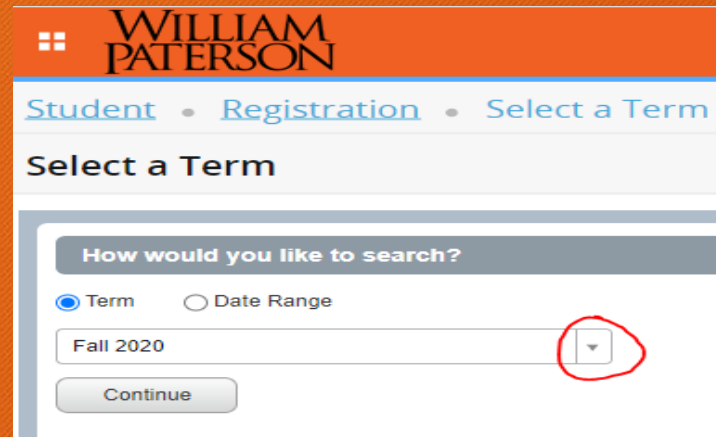 WILLIAM
PATERSON
Student • Registration • Select a Term
Select a Term
How would you like to search?
Term Date Range
Fall 2020
Continue